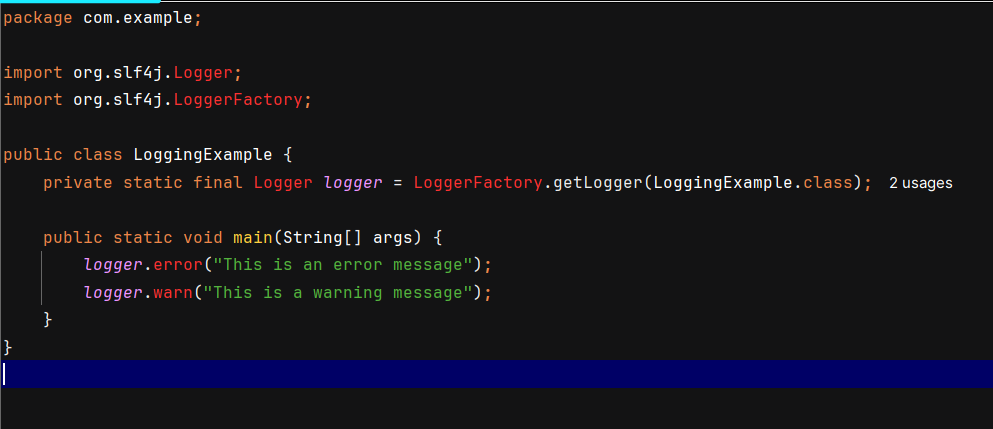 package com.example;
import org.slf4j.Logger;
import org.slf4j.LoggerFactory;
public class LoggingExample {
private static final Logger logger = LoggerFactory.getLogger(LoggingExample.class); 2 usages
public static void main(String[] args) {
logger.error("This is an error message");
logger.warn("This is a warning message");
}
}